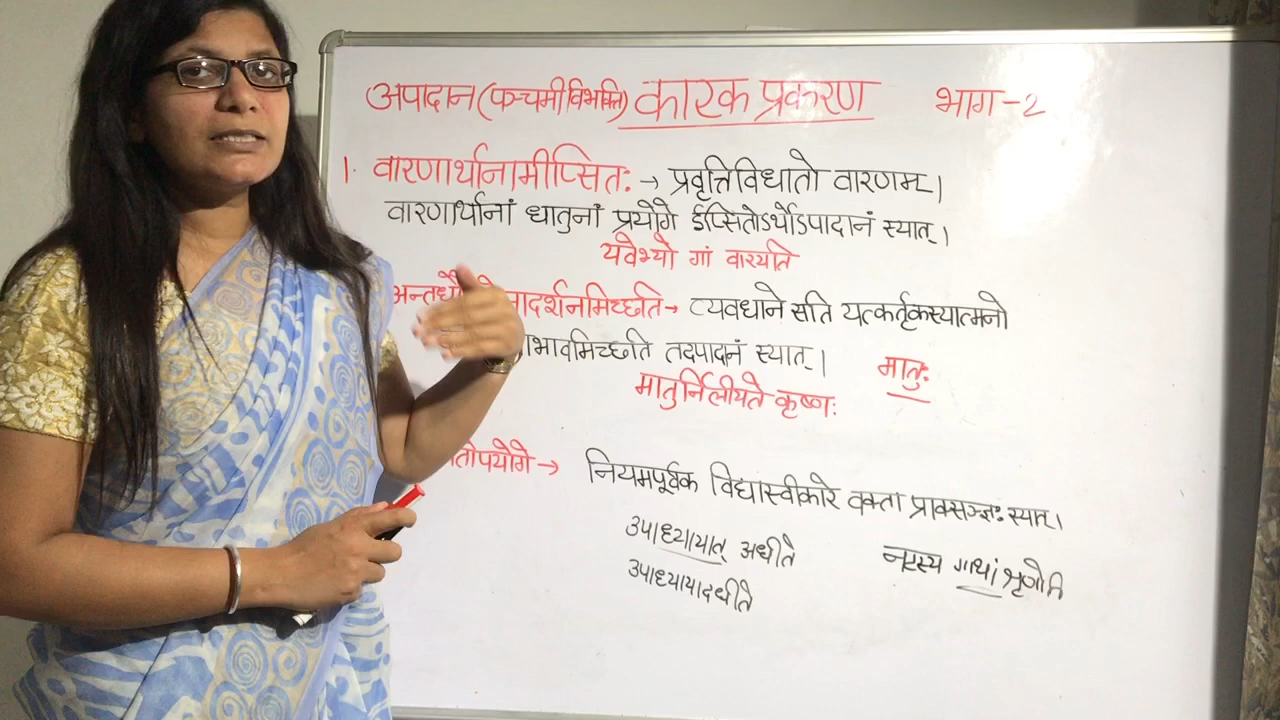 अपादान (पञ्चमी विभक्ति) कारक प्रकरण भाग-2
1. वारणार्थानामीप्सितः → प्रवृत्तिविधातो वारणम् ।
वारणार्थानां धातुनां प्रयोगे ईप्सितोऽर्थोऽपादानं स्यात् ।
यवेभ्यो गां वारयति
नादर्शनमिच्छति → व्यवधाने सति यत्कर्तृकस्यात्मनो
भावमिच्छति तदपादनं स्यात् ।
मातुः
मातुर्निलीयते कृष्णः
तोपयोगे → नियमपूर्वक विद्यास्वीकारे वक्ता प्राक्सञ्ज्ञः स्यात् ।
उपाध्यायात् अधीते नटस्य गाथां श्रृणोति
उपाध्यायादधीते